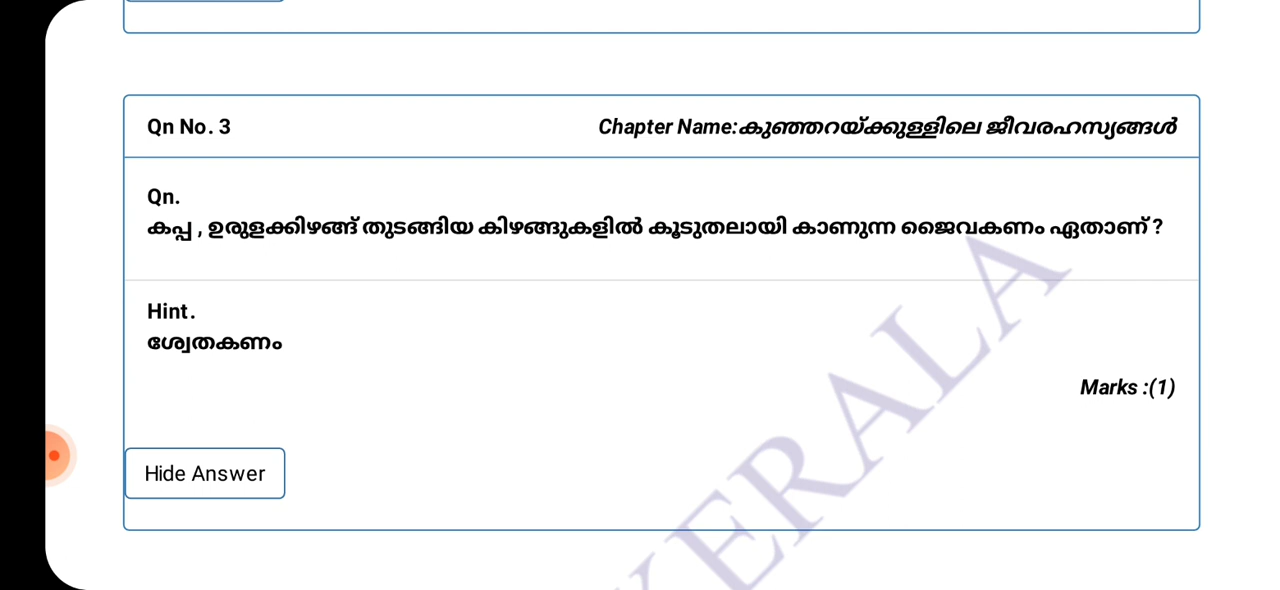 Qn No. 3
Chapter Name:കുഞ്ഞറയ്ക്കുള്ളിലെ ജീവരഹസ്യങ്ങൾ
Qn.
കപ്പ , ഉരുളക്കിഴങ്ങ് തുടങ്ങിയ കിഴങ്ങുകളിൽ കൂടുതലായി കാണുന്ന ജൈവകണം ഏതാണ് ?
Hint.
ശ്വേതകണം
Marks :(1)
Hide Answer
KERALA